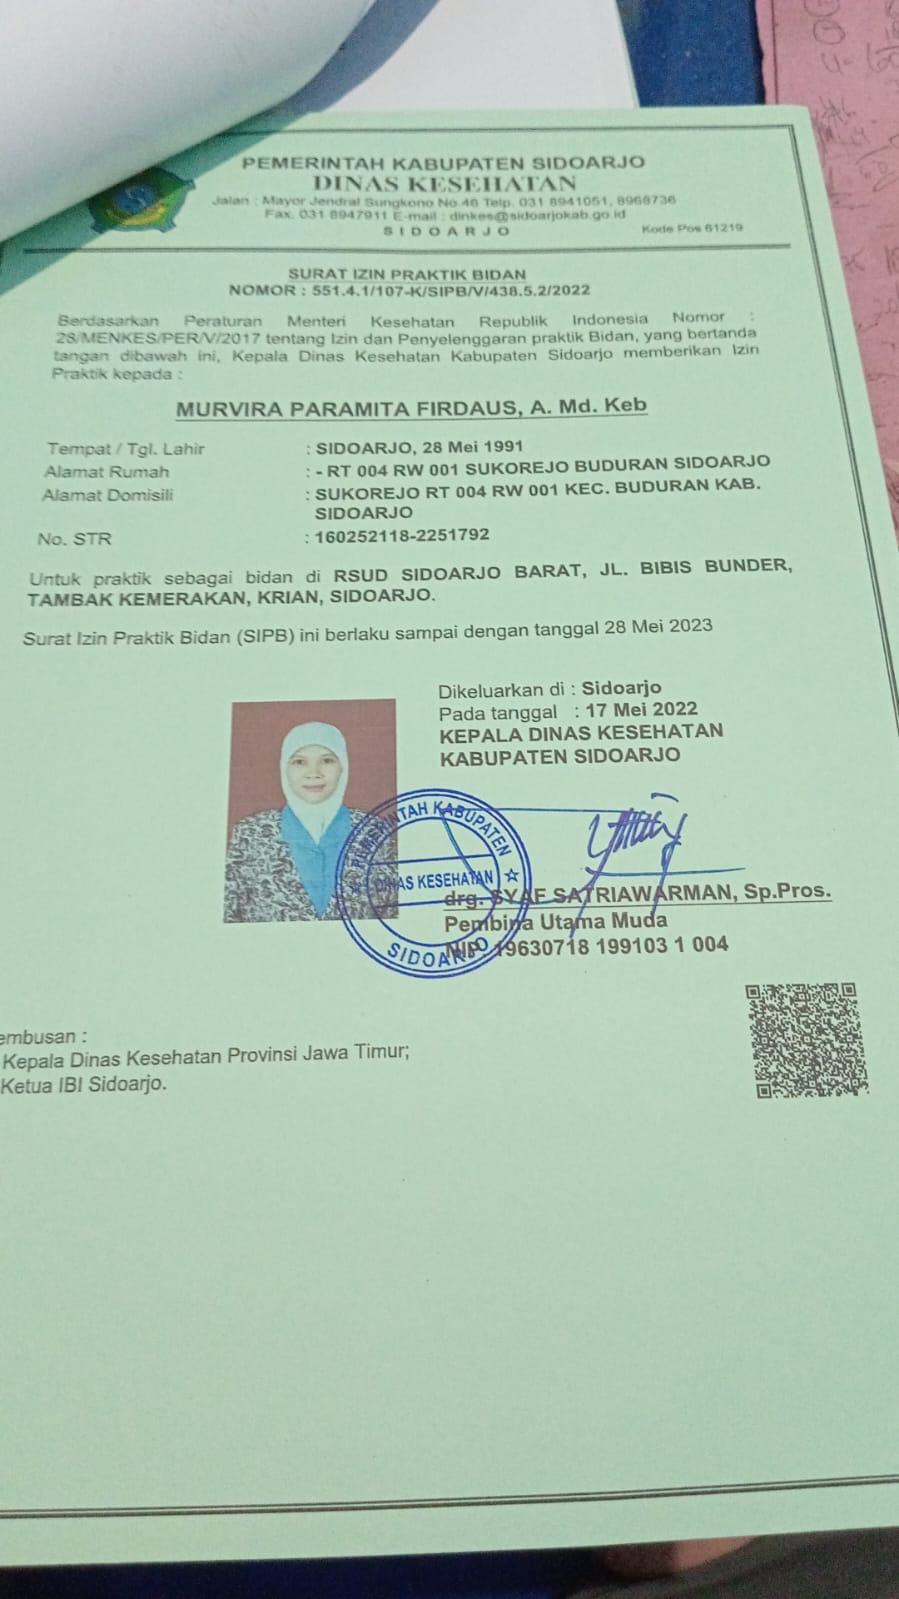 PEMERINTAH KABUPATEN SIDOARJO
DINAS KESEHATAN
Jalan : Mayor Jendral Sungkono No.46 Telp. 031 8941051, 8968736
Fax. 031 8947911 E-mail : dinkes@sidoarjokab.go.id
SIDOARJO
Kode Pos 61219
SURAT IZIN PRAKTIK BIDAN
NOMOR : 551.4.1/107-K/SIPB/V/438.5.2/2022
Berdasarkan Peraturan Menteri Kesehatan Republik Indonesia Nomor :
28/MENKES/PER/V/2017 tentang Izin dan Penyelenggaran praktik Bidan, yang bertanda
tangan dibawah ini, Kepala Dinas Kesehatan Kabupaten Sidoarjo memberikan Izin
Praktik kepada :
MURVIRA PARAMITA FIRDAUS, A. Md. Keb
Tempat / Tgl. Lahir : SIDOARJO, 28 Mei 1991
Alamat Rumah : - RT 004 RW 001 SUKOREJO BUDURAN SIDOARJO
Alamat Domisili : SUKOREJO RT 004 RW 001 KEC. BUDURAN KAB.
SIDOARJO
No. STR : 160252118-2251792
Untuk praktik sebagai bidan di RSUD SIDOARJO BARAT, JL. BIBIS BUNDER,
TAMBAK KEMERAKAN, KRIAN, SIDOARJO.
Surat Izin Praktik Bidan (SIPB) ini berlaku sampai dengan tanggal 28 Mei 2023
Dikeluarkan di : Sidoarjo
Pada tanggal : 17 Mei 2022
KEPALA DINAS KESEHATAN
KABUPATEN SIDOARJO
PEMERINTAH KABUPATEN
DINAS KESEHATAN
SIDOARJO
drg. SYAF SATRIAWARMAN, Sp.Pros.
Pembina Utama Muda
NIP. 19630718 199103 1 004
embusan :
Kepala Dinas Kesehatan Provinsi Jawa Timur;
Ketua IBI Sidoarjo.